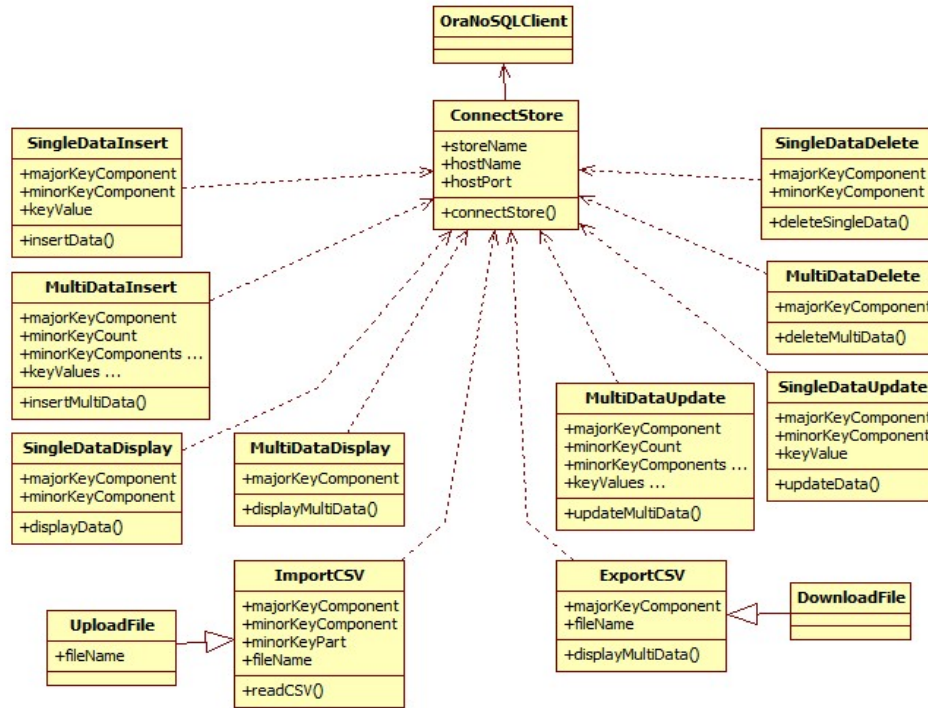 OraNoSQLClient
ConnectStore
+storeName
+hostName
+hostPort
+connectStore()
SingleDataInsert
+majorKeyComponent
+minorKeyComponent
+keyValue
+insertData()
SingleDataDelete
+majorKeyComponent
+minorKeyComponent
+deleteSingleData()
MultiDataInsert
+majorKeyComponent
+minorKeyCount
+minorKeyComponents ...
+keyValues ...
+insertMultiData()
MultiDataDelete
+majorKeyComponent
+deleteMultiData()
SingleDataUpdate
+majorKeyComponent
+minorKeyComponent
+keyValue
+updateData()
MultiDataUpdate
+majorKeyComponent
+minorKeyCount
+minorKeyComponents ...
+keyValues ...
+updateMultiData()
SingleDataDisplay
+majorKeyComponent
+minorKeyComponent
+displayData()
MultiDataDisplay
+majorKeyComponent
+displayMultiData()
ImportCSV
+majorKeyComponent
+minorKeyComponent
+minorKeyPart
+fileName
+readCSV()
ExportCSV
+majorKeyComponent
+fileName
+displayMultiData()
UploadFile
+fileName
DownloadFile